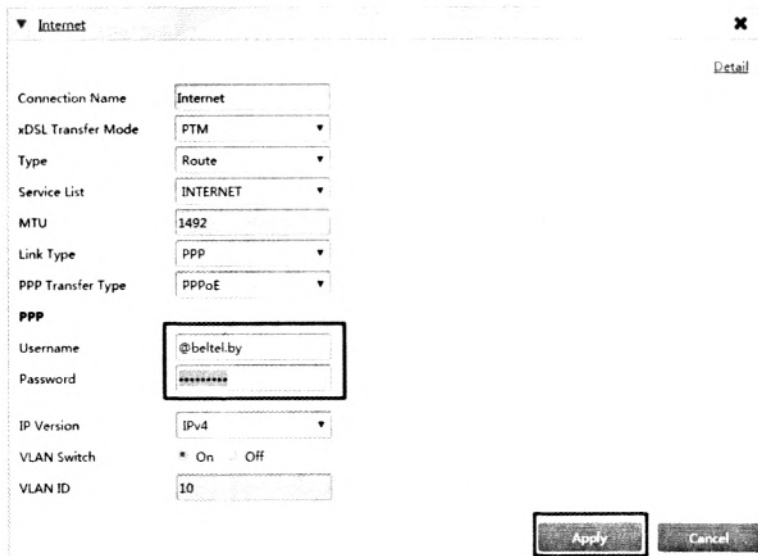 ▼ Internet ✖
Detail
Connection Name Internet
xDSL Transfer Mode PTM ▼
Type Route ▼
Service List INTERNET ▼
MTU 1492
Link Type PPP ▼
PPP Transfer Type PPPoE ▼
PPP
Username @beltel.by
Password •••••••••
IP Version IPv4 ▼
VLAN Switch On Off
VLAN ID 10
Apply Cancel